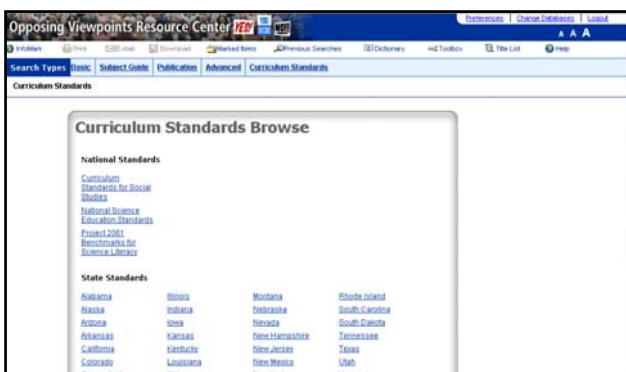 Opposing Viewpoints Resource Center YES! NO!
Preferences | Change Databases | Logout
A A A
InfoMark Print E-mail Download Marked Items Previous Searches Dictionary Toolbox Title List Help
Search Types Basic Subject Guide Publication Advanced Curriculum Standards
Curriculum Standards
Curriculum Standards Browse
National Standards
Curriculum
Standards for Social
Studies
National Science
Education Standards
Project 2061
Benchmarks for
Science Literacy
State Standards
Alabama Illinois Montana Rhode Island
Alaska Indiana Nebraska South Carolina
Arizona Iowa Nevada South Dakota
Arkansas Kansas New Hampshire Tennessee
California Kentucky New Jersey Texas
Colorado Louisiana New Mexico Utah